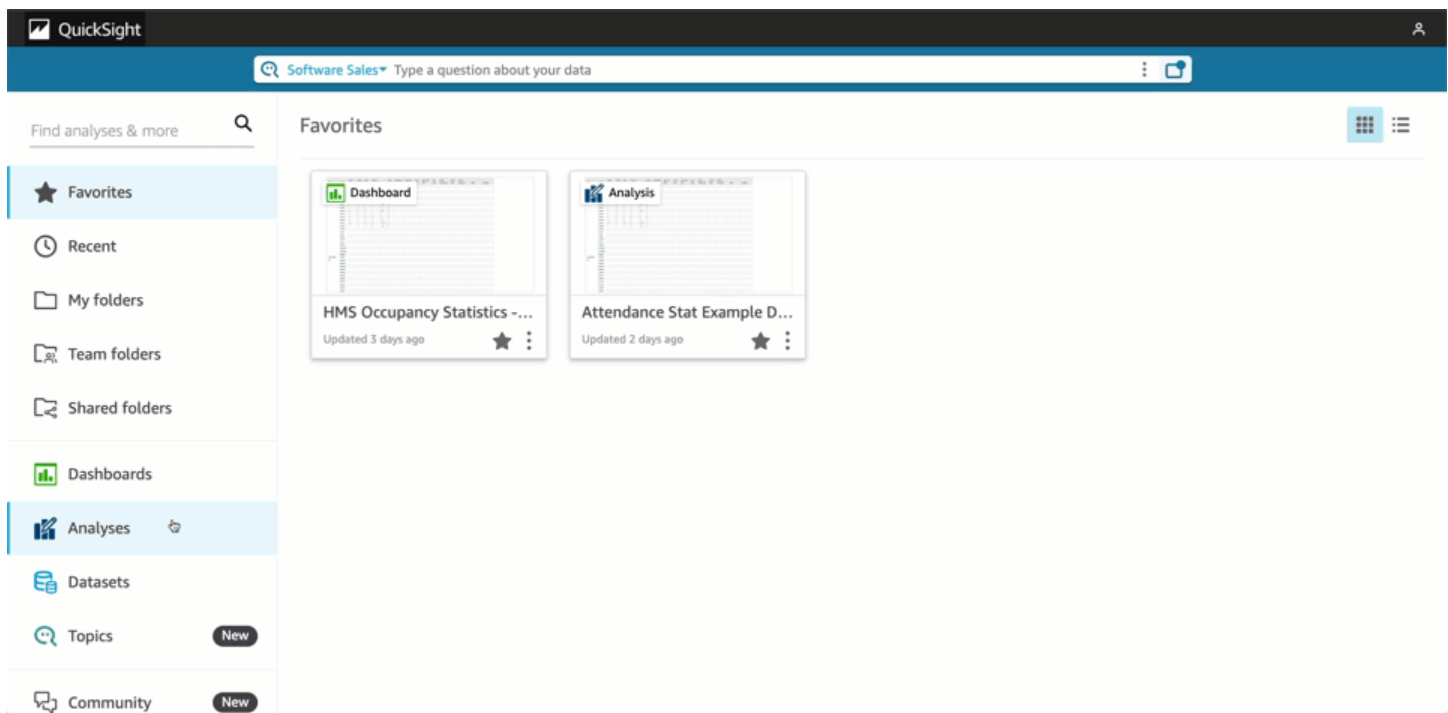 QuickSight
Software Sales Type a question about your data
Find analyses & more
Favorites
Recent
My folders
Team folders
Shared folders
Dashboards
Analyses
Datasets
Topics New
Community New
Favorites
Dashboard
HMS Occupancy Statistics -...
Updated 3 days ago
Analysis
Attendance Stat Example D...
Updated 2 days ago